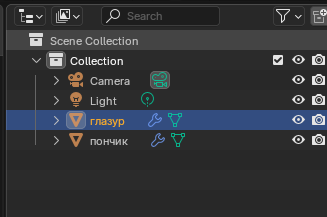 Search
Scene Collection
Collection
Camera
Light
глазур
пончик